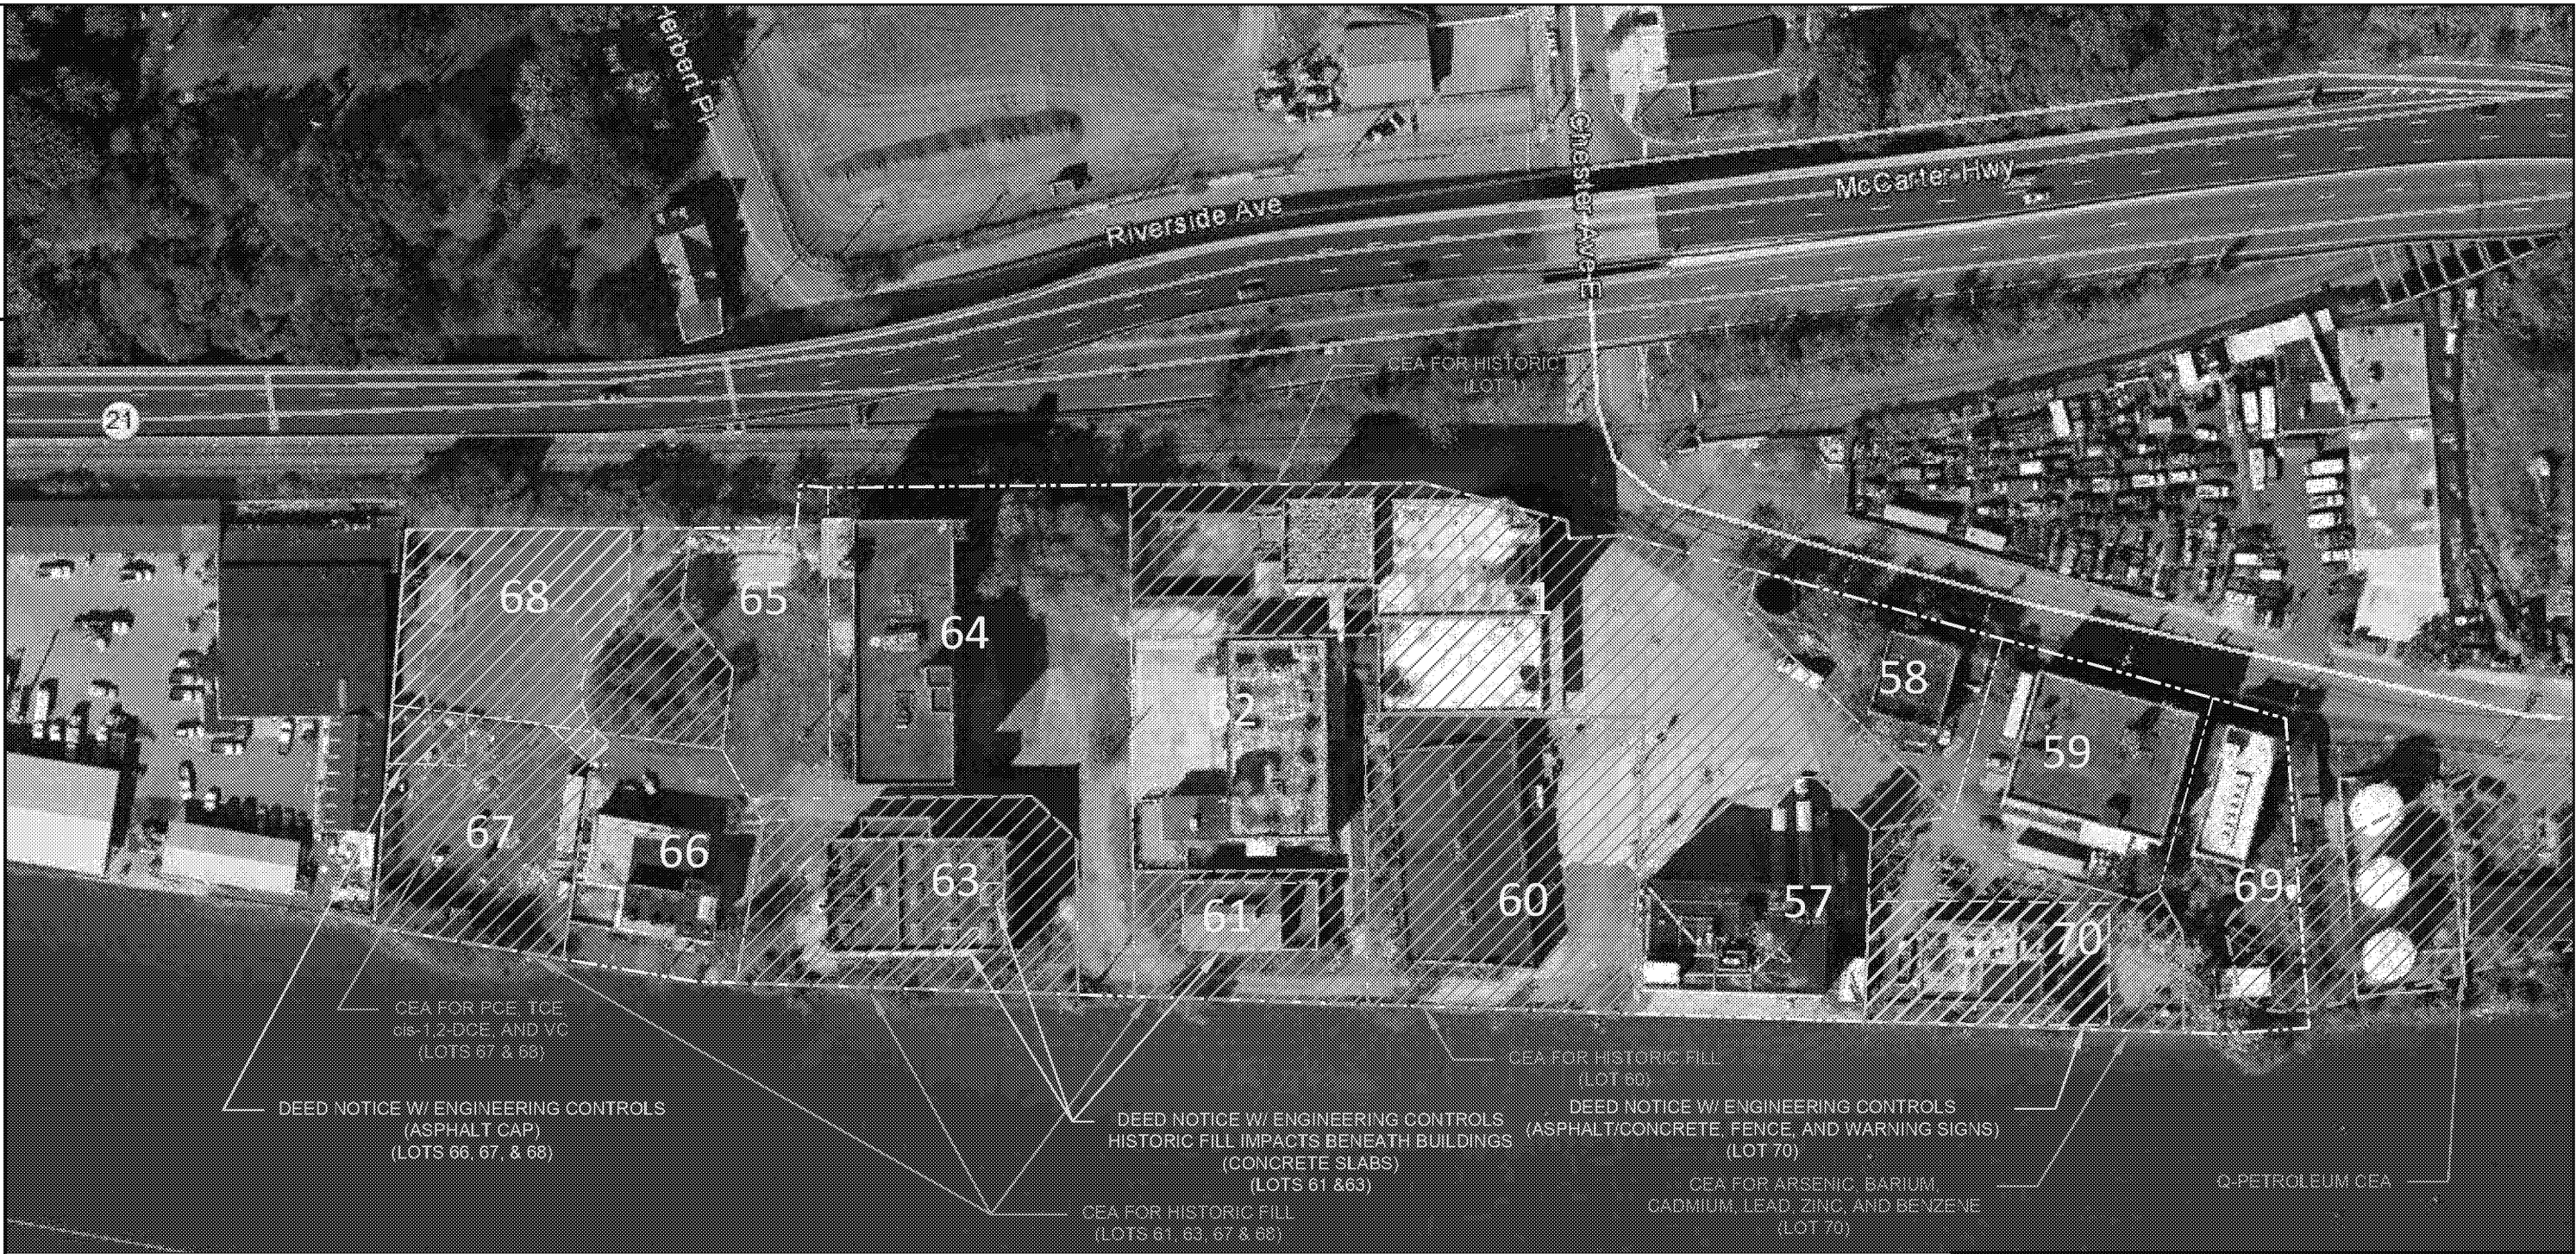 Herbert Pl
Chester Ave E
McCarter Hwy
Riverside Ave
CEA FOR HISTORIC
(LOT 1)
21
68
65
64
1
58
62
59
67
66
63
61
60
57
69
70
CEA FOR PCE, TCE,
cis-1,2-DCE, AND VC
(LOTS 67 & 68)
CEA FOR HISTORIC FILL
(LOT 60)
DEED NOTICE W/ ENGINEERING CONTROLS
(ASPHALT CAP)
(LOTS 66, 67, & 68)
DEED NOTICE W/ ENGINEERING CONTROLS
HISTORIC FILL IMPACTS BENEATH BUILDINGS
(CONCRETE SLABS)
(LOTS 61 &63)
DEED NOTICE W/ ENGINEERING CONTROLS
(ASPHALT/CONCRETE, FENCE, AND WARNING SIGNS)
(LOT 70)
CEA FOR ARSENIC, BARIUM,
CADMIUM, LEAD, ZINC, AND BENZENE
(LOT 70)
Q-PETROLEUM CEA
CEA FOR HISTORIC FILL
(LOTS 61, 63, 67 & 68)